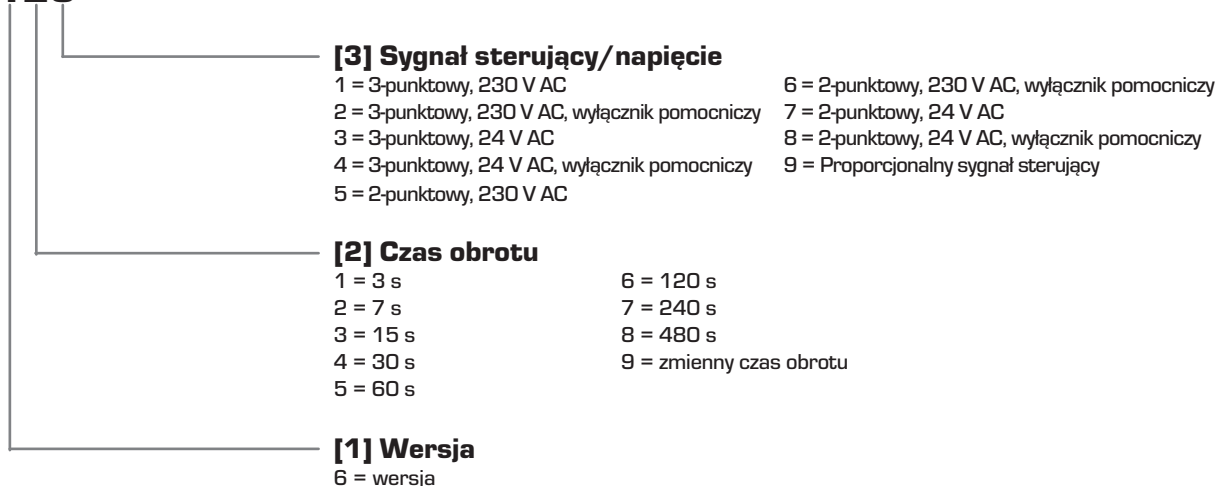 [3] Sygnał sterujący/napięcie
1 = 3-punktowy, 230 V AC
2 = 3-punktowy, 230 V AC, wyłącznik pomocniczy
3 = 3-punktowy, 24 V AC
4 = 3-punktowy, 24 V AC, wyłącznik pomocniczy
5 = 2-punktowy, 230 V AC
6 = 2-punktowy, 230 V AC, wyłącznik pomocniczy
7 = 2-punktowy, 24 V AC
8 = 2-punktowy, 24 V AC, wyłącznik pomocniczy
9 = Proporcjonalny sygnał sterujący
[2] Czas obrotu
1 = 3 s
2 = 7 s
3 = 15 s
4 = 30 s
5 = 60 s
6 = 120 s
7 = 240 s
8 = 480 s
9 = zmienny czas obrotu
[1] Wersja
6 = wersja